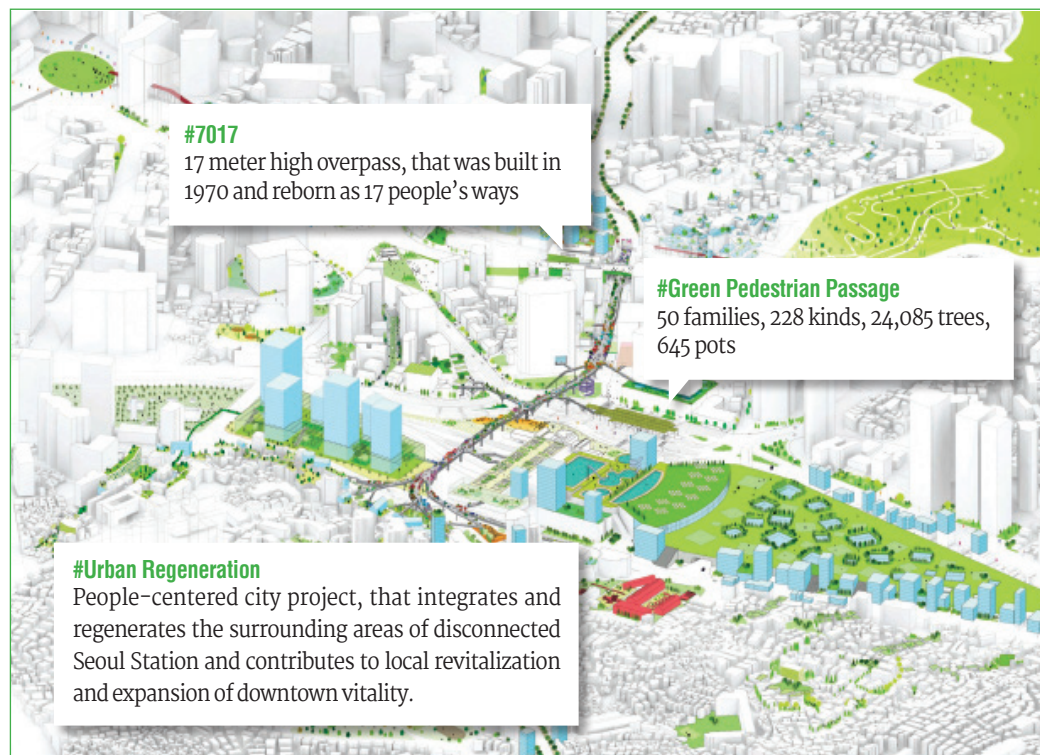 #7017
17 meter high overpass, that was built in
1970 and reborn as 17 people’s ways
#Green Pedestrian Passage
50 families, 228 kinds, 24,085 trees,
645 pots
#Urban Regeneration
People-centered city project, that integrates and
regenerates the surrounding areas of disconnected
Seoul Station and contributes to local revitalization
and expansion of downtown vitality.